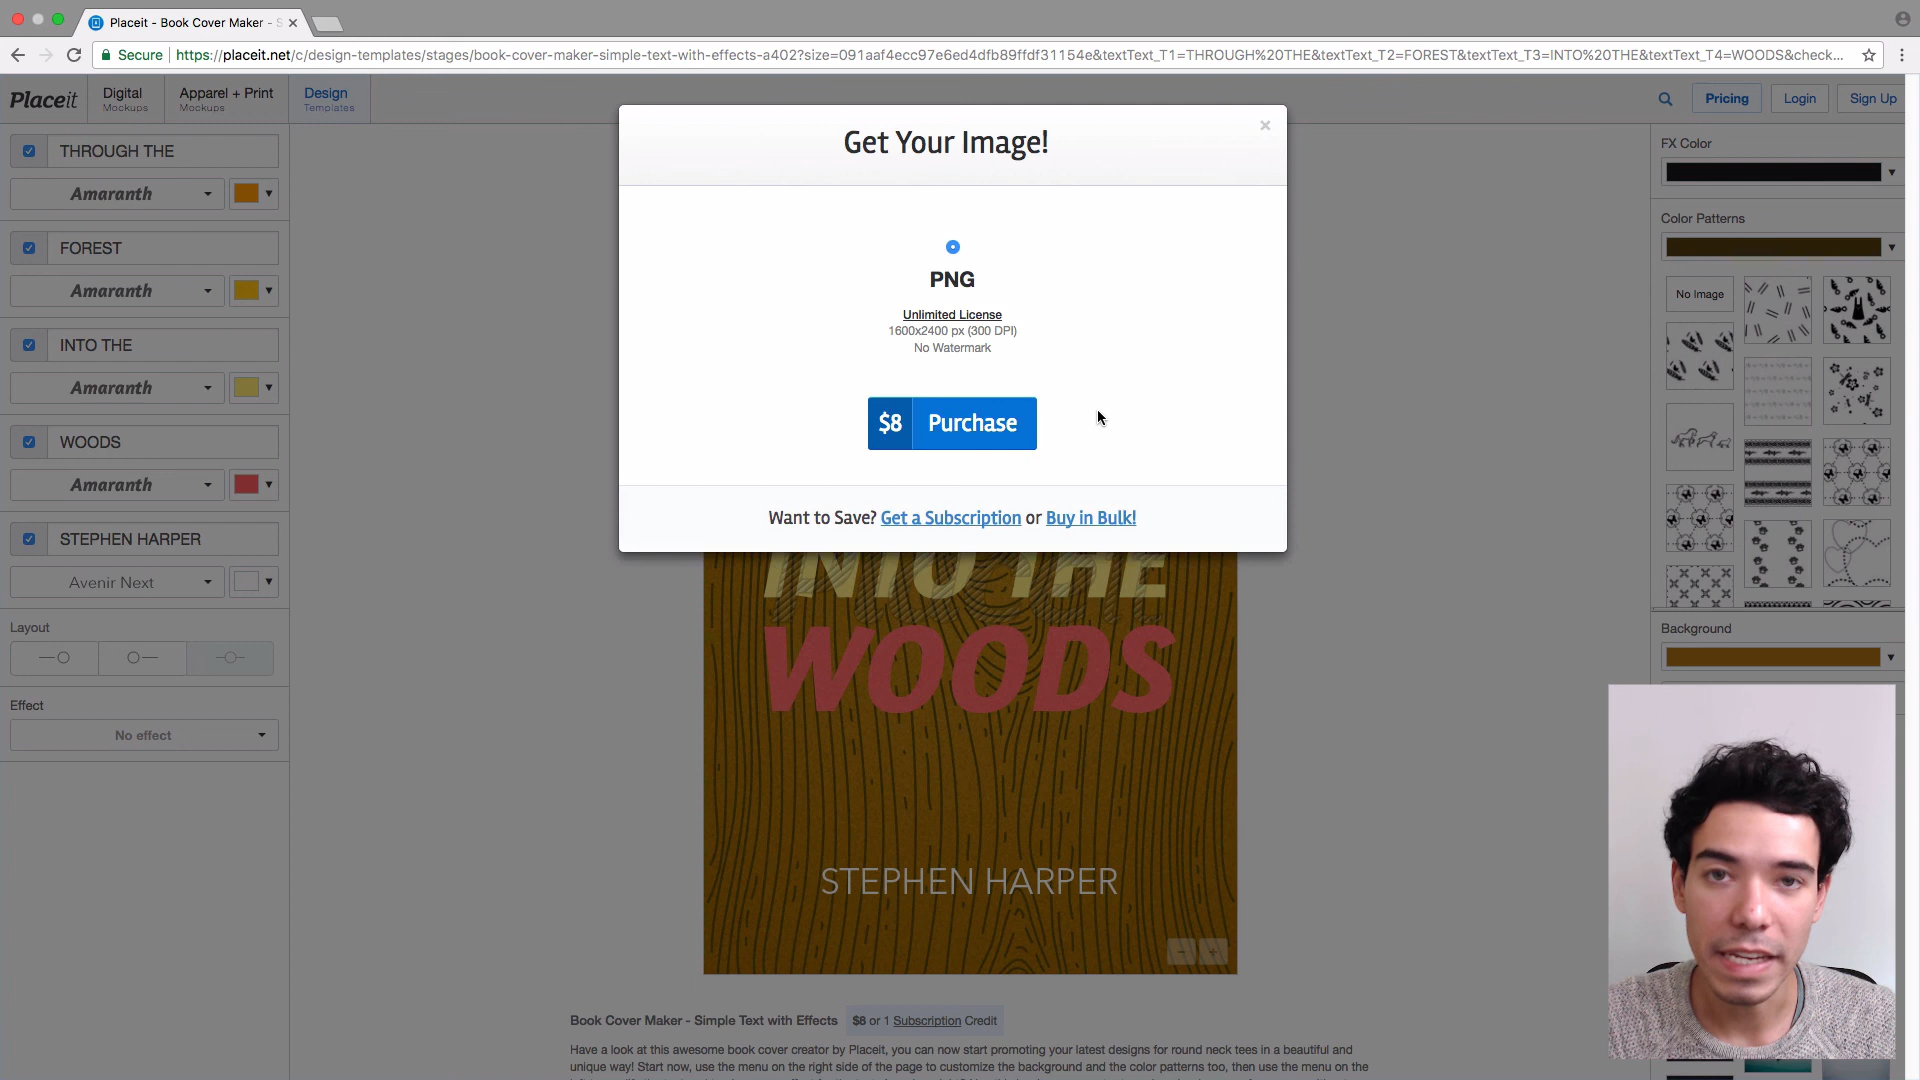 Placeit - Book Cover Maker - S
Secure
https://placeit.net/c/design-templates/stages/book-cover-maker-simple-text-with-effects-a402?size=091aaf4ecc97e6ed4dfb89ffdf31154e&textText_T1=THROUGH%20THE&textText_T2=FOREST&textText_T3=INTO%20THE&textText_T4=WOODS&check...
Placeit
Digital
Mockups
Apparel + Print
Mockups
Design
Templates
Pricing
Login
Sign Up
THROUGH THE
Amaranth
FOREST
Amaranth
INTO THE
Amaranth
WOODS
Amaranth
STEPHEN HARPER
Avenir Next
Layout
Effect
No effect
Get Your Image!
PNG
Unlimited License
1600x2400 px (300 DPI)
No Watermark
$8 Purchase
Want to Save? Get a Subscription or Buy in Bulk!
INTO THE
WOODS
STEPHEN HARPER
Book Cover Maker - Simple Text with Effects
$8 or 1 Subscription Credit
Have a look at this awesome book cover creator by Placeit, you can now start promoting your latest designs for round neck tees in a beautiful and
unique way! Start now, use the menu on the right side of the page to customize the background and the color patterns too, then use the menu on the
FX Color
Color Patterns
No Image
Background